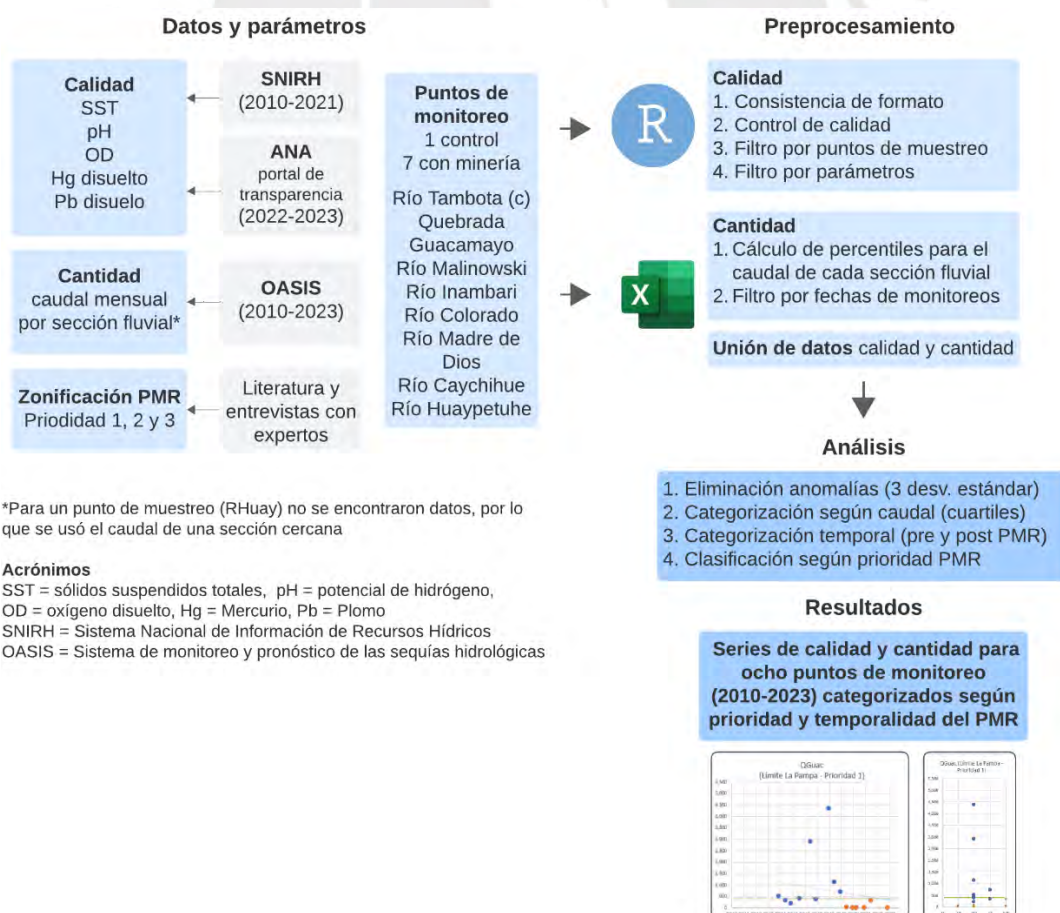 Datos y parámetros
Calidad
SST
pH
OD
Hg disuelto
Pb disuelo
SNIRH
(2010-2021)
ANA
portal de
transparencia
(2022-2023)
Cantidad
caudal mensual
por sección fluvial*
OASIS
(2010-2023)
Zonificación PMR
Priodidad 1, 2 y 3
Literatura y
entrevistas con
expertos
Puntos de
monitoreo
1 control
7 con minería
Río Tambota (c)
Quebrada
Guacamayo
Río Malinowski
Río Inambari
Río Colorado
Río Madre de
Dios
Río Caychihue
Río Huaypetuhe
*Para un punto de muestreo (RHuay) no se encontraron datos, por lo
que se usó el caudal de una sección cercana
Acrónimos
SST = sólidos suspendidos totales, pH = potencial de hidrógeno,
OD = oxígeno disuelto, Hg = Mercurio, Pb = Plomo
SNIRH = Sistema Nacional de Información de Recursos Hídricos
OASIS = Sistema de monitoreo y pronóstico de las sequías hidrológicas
Preprocesamiento
R
Calidad
1. Consistencia de formato
2. Control de calidad
3. Filtro por puntos de muestreo
4. Filtro por parámetros
X
Cantidad
1. Cálculo de percentiles para el
caudal de cada sección fluvial
2. Filtro por fechas de monitoreos
Unión de datos calidad y cantidad
Análisis
1. Eliminación anomalías (3 desv. estándar)
2. Categorización según caudal (cuartiles)
3. Categorización temporal (pre y post PMR)
4. Clasificación según prioridad PMR
Resultados
Series de calidad y cantidad para
ocho puntos de monitoreo
(2010-2023) categorizados según
prioridad y temporalidad del PMR
QGuac
(Límite La Pampa - Prioridad 1)
QGuac (Límite La Pampa -
Prioridad 1)